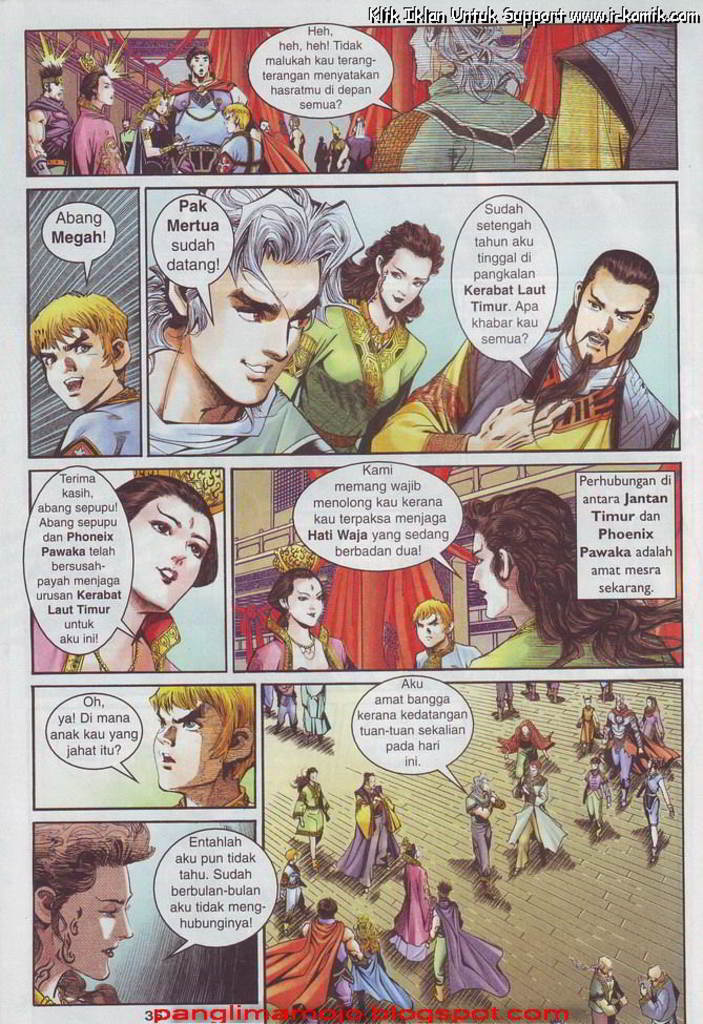 Klik Iklan Untuk Support www.ir-komik.com
Heh,
heh, heh! Tidak
malukah kau terang-
terangan menyatakan
hasratmu di depan
semua?
Abang
Megah!
Pak
Mertua
sudah
datang!
Sudah
setengah
tahun aku
tinggal di
pangkalan
Kerabat Laut
Timur. Apa
khabar kau
semua?
Terima
kasih,
abang sepupu!
Abang sepupu
dan Phoneix
Pawaka telah
bersusah-
payah menjaga
urusan Kerabat
Laut Timur
untuk
aku ini!
Kami
memang wajib
menolong kau kerana
kau terpaksa menjaga
Hati Waja yang sedang
berbadan dua!
Perhubungan di
antara Jantan
Timur dan
Phoenix
Pawaka adalah
amat mesra
sekarang.
Oh,
ya! Di mana
anak kau yang
jahat itu?
Aku
amat bangga
kerana kedatangan
tuan-tuan sekalian
pada hari
ini.
Entahlah
aku pun tidak
tahu. Sudah
berbulan-bulan
aku tidak meng-
hubunginya!
panglimamojo.blogspot.com